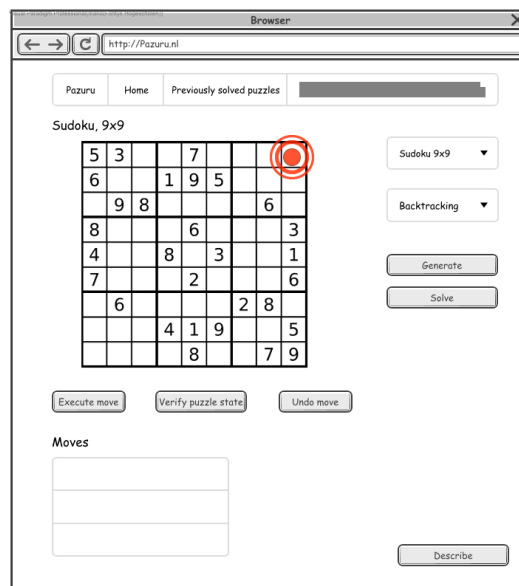 Browser
http://Pazuru.nl
Pazuru Home Previously solved puzzles
Sudoku, 9x9
5 3 7
6 1 9 5
9 8 6
8 6 3
4 8 3 1
7 2 6
6 2 8
4 1 9 5
8 7 9
Sudoku 9x9
Backtracking
Generate
Solve
Execute move Verify puzzle state Undo move
Moves
Describe